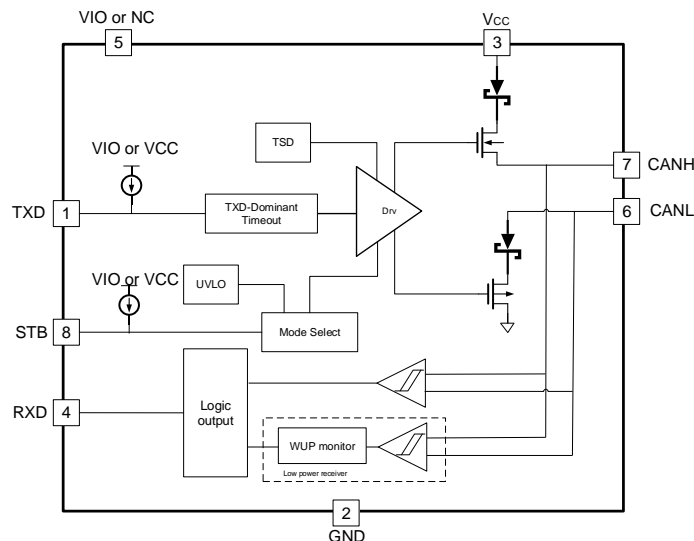 VIO or NC
5
VCC
3
TSD
VIO or VCC
7
CANH
TXD
1
TXD-Dominant
Timeout
Drv
6
CANL
VIO or VCC
UVLO
STB
8
Mode Select
RXD
4
Logic
output
WUP monitor
Low power receiver
2
GND